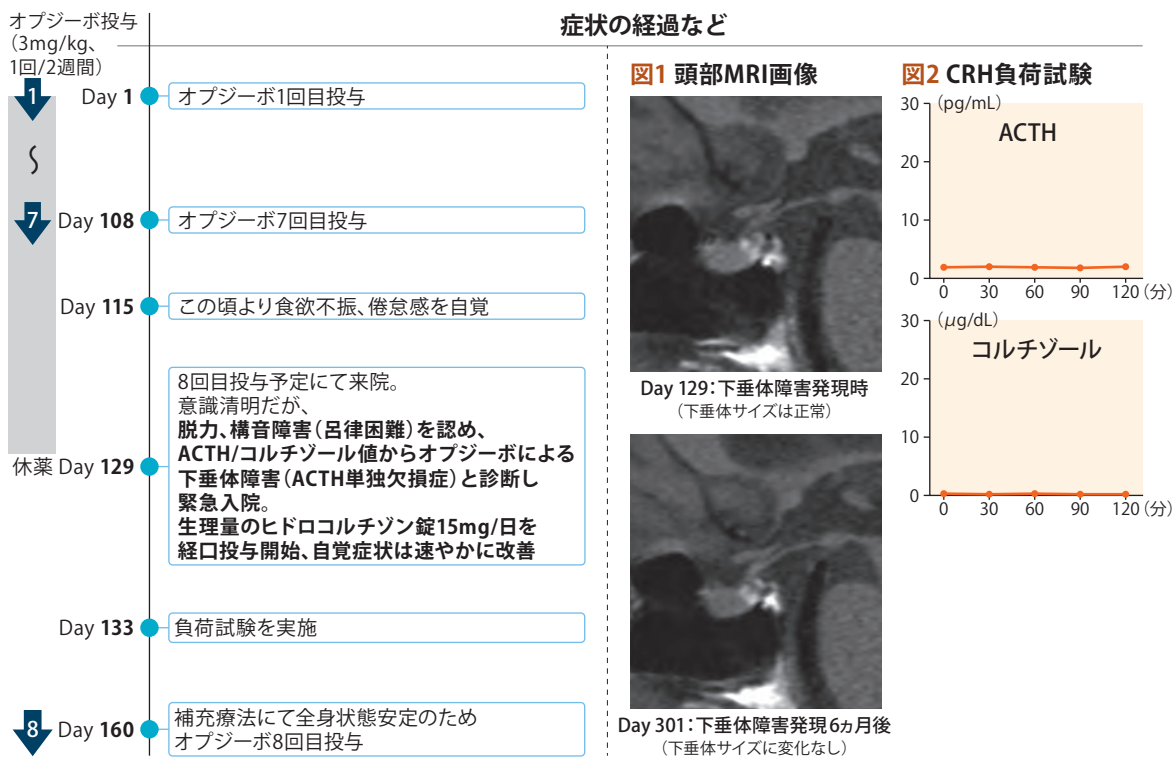 オプジーボ投与
（3mg/kg、
1回/2週間）
症状の経過など
1
Day 1
オプジーボ1回目投与
〜
7
Day 108
オプジーボ7回目投与
Day 115
この頃より食欲不振、倦怠感を自覚
休薬 Day 129
8回目投与予定にて来院。
意識清明だが、
脱力、構音障害（呂律困難）を認め、
ACTH/コルチゾール値からオプジーボによる
下垂体障害（ACTH単独欠損症）と診断し
緊急入院。
生理量のヒドロコルチゾン錠15mg/日を
経口投与開始、自覚症状は速やかに改善
Day 133
負荷試験を実施
8
Day 160
補充療法にて全身状態安定のため
オプジーボ8回目投与
図1 頭部MRI画像
Day 129：下垂体障害発現時
（下垂体サイズは正常）
Day 301：下垂体障害発現6ヵ月後
（下垂体サイズに変化なし）
図2 CRH負荷試験
30 (pg/mL)
ACTH
20
10
0
0 30 60 90 120 (分)
30 (μg/dL)
コルチゾール
20
10
0
0 30 60 90 120 (分)